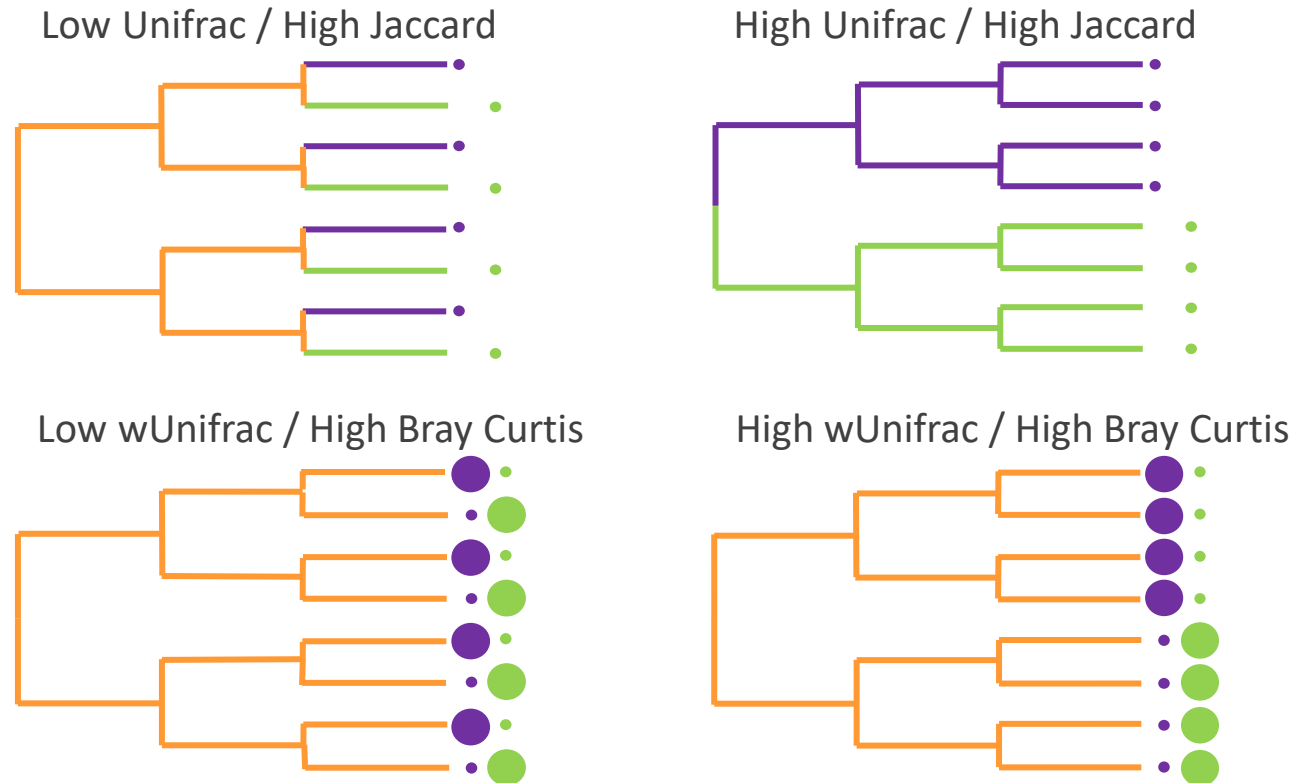 Low Unifrac / High Jaccard
High Unifrac / High Jaccard
Low wUnifrac / High Bray Curtis
High wUnifrac / High Bray Curtis